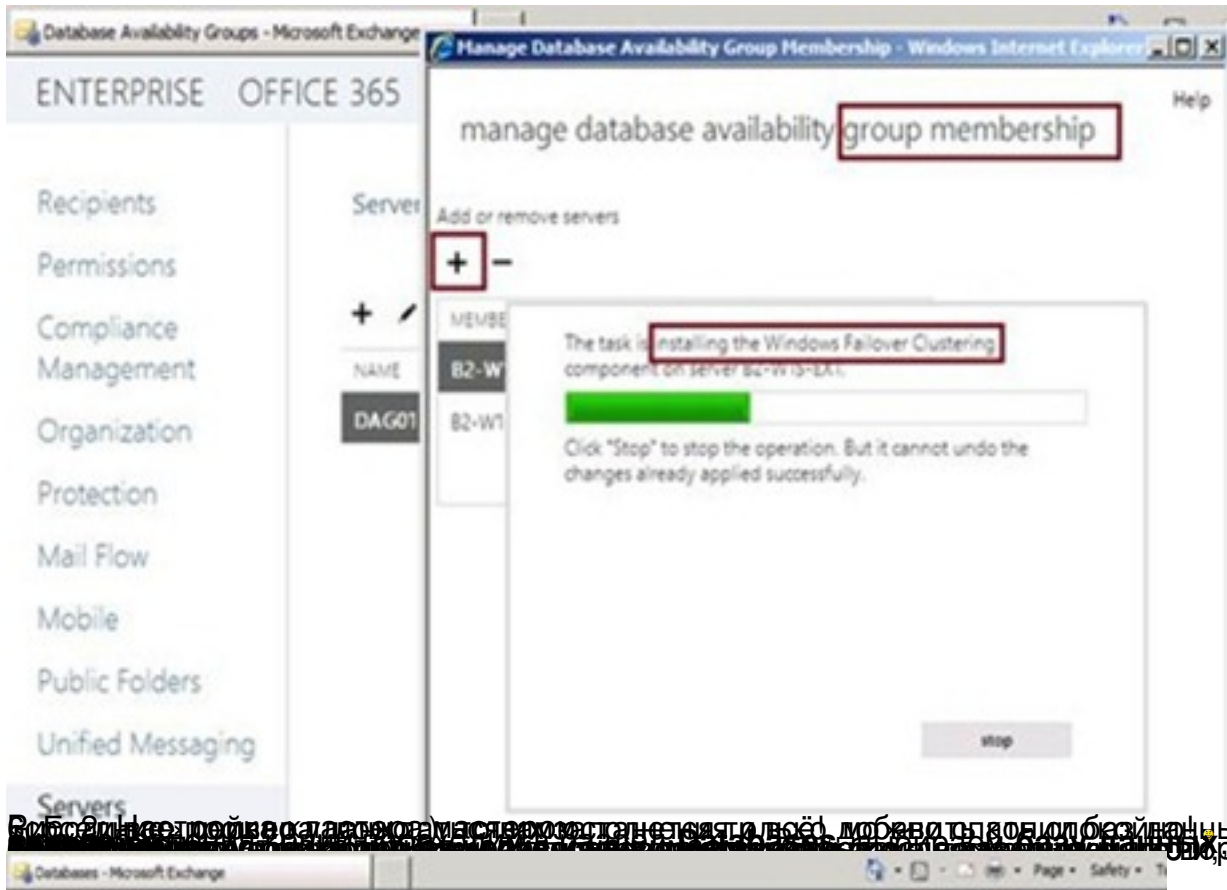 Database Availability Groups - Microsoft Exchange
Manage Database Availability Group Membership - Windows Internet Explorer
ENTERPRISE OFFICE 365
Help
manage database availability group membership
Recipients
Permissions
Compliance
Management
Organization
Protection
Mail Flow
Mobile
Public Folders
Unified Messaging
Servers
Server
NAME
DAG01
Add or remove servers
+ −
MEMBE
B2-W
B2-W1
The task is installing the Windows Failover Clustering
component on server B2-W15-EX1.
Click "Stop" to stop the operation. But it cannot undo the
changes already applied successfully.
stop
Databases - Microsoft Exchange
Page Safety